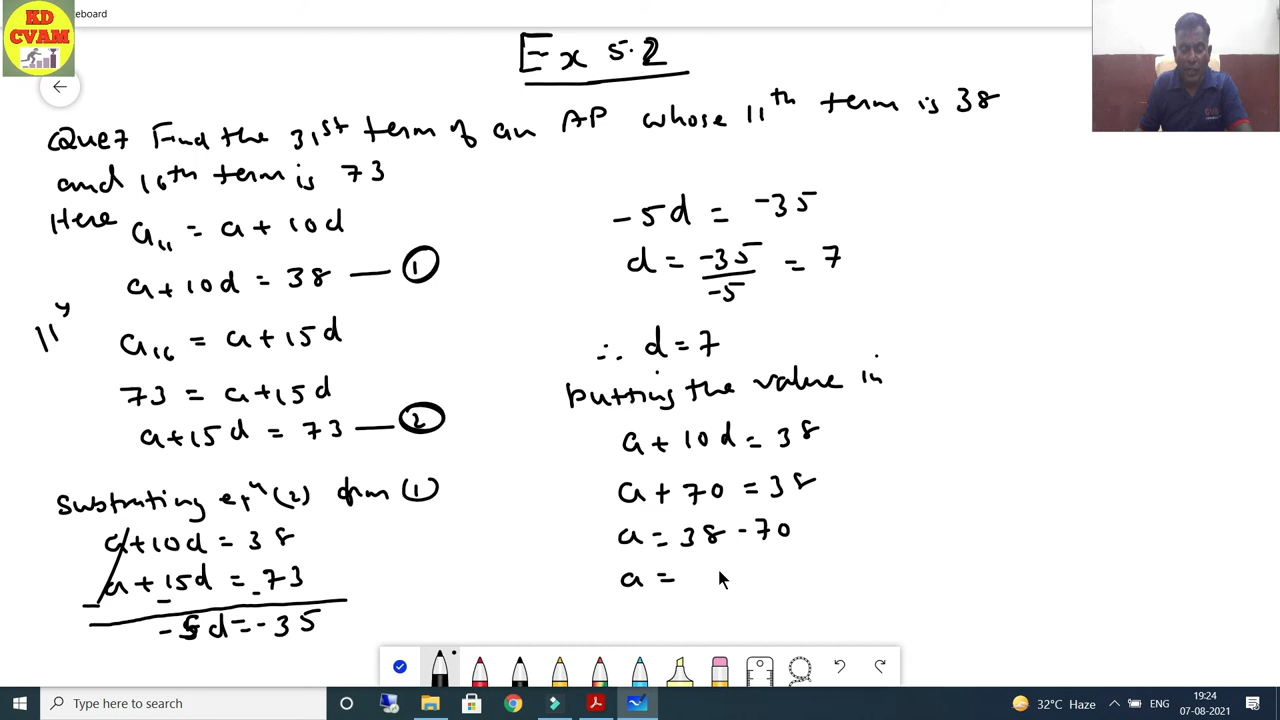 KD
CVAM
eboard
Ex 5.2
Que7 Find the 31st term of an AP whose 11th term is 38
and 16th term is 73
Here a11 = a + 10d
a + 10d = 38 — 1
11y a16 = a + 15d
73 = a + 15d
a + 15d = 73 — 2
Subtrating eqn (2) from (1)
a + 10d = 38
a + 15d = 73
- - -
-5d = -35
-5d = -35
d = -35/-5 = 7
∴ d = 7
Putting the value in
a + 10d = 38
a + 70 = 38
a = 38 - 70
a =
Type here to search
32°C Haze
19:24
07-08-2021